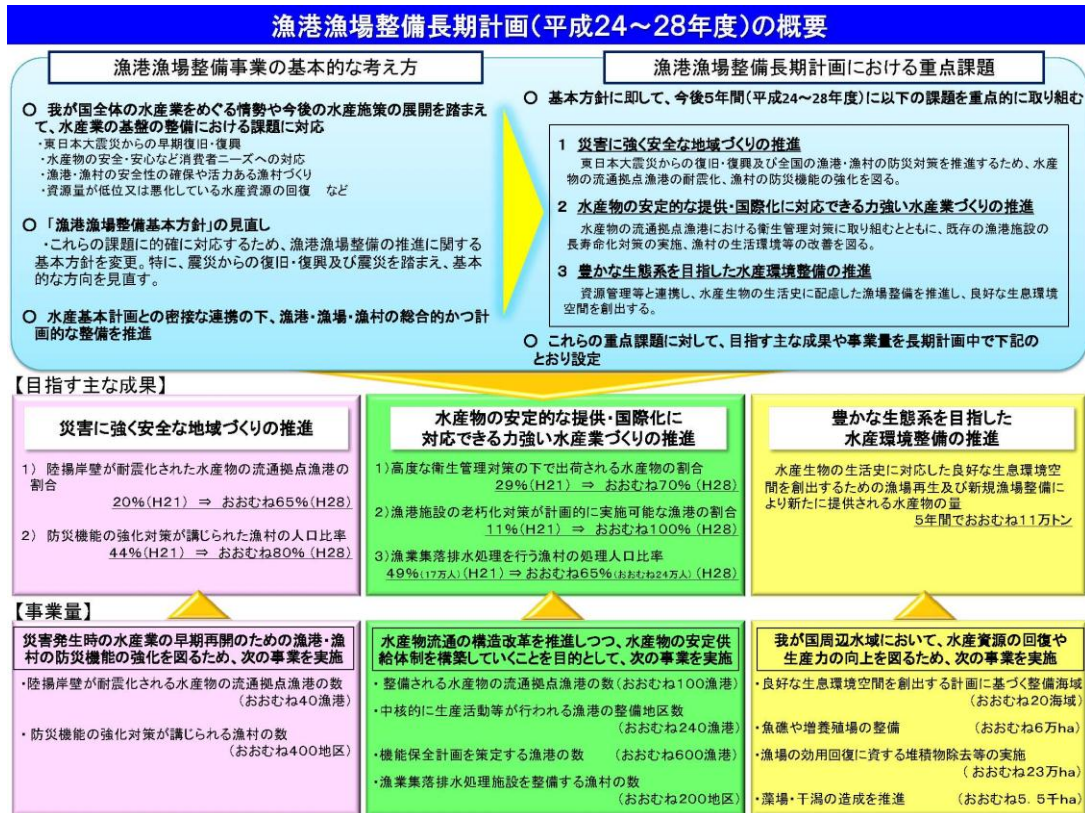 漁港漁場整備長期計画(平成24～28年度)の概要
漁港漁場整備事業の基本的な考え方
○ 我が国全体の水産業をめぐる情勢や今後の水産施策の展開を踏まえ
て、水産業の基盤の整備における課題に対応
・東日本大震災からの早期復旧・復興
・水産物の安全・安心など消費者ニーズへの対応
・漁港・漁村の安全性の確保や活力ある漁村づくり
・資源量が低位又は悪化している水産資源の回復 など
○ 「漁港漁場整備基本方針」の見直し
・これらの課題に的確に対応するため、漁港漁場整備の推進に関する
基本方針を変更。特に、震災からの復旧・復興及び震災を踏まえ、基本
的な方向を見直す。
○ 水産基本計画との密接な連携の下、漁港・漁場・漁村の総合的かつ計
画的な整備を推進
漁港漁場整備長期計画における重点課題
○ 基本方針に即して、今後5年間(平成24～28年度)に以下の課題を重点的に取り組む
1 災害に強く安全な地域づくりの推進
東日本大震災からの復旧・復興及び全国の漁港・漁村の防災対策を推進するため、水産
物の流通拠点漁港の耐震化、漁村の防災機能の強化を図る。
2 水産物の安定的な提供・国際化に対応できる力強い水産業づくりの推進
水産物の流通拠点漁港における衛生管理対策に取り組むとともに、既存の漁港施設の
長寿命化対策の実施、漁村の生活環境等の改善を図る。
3 豊かな生態系を目指した水産環境整備の推進
資源管理等と連携し、水産生物の生活史に配慮した漁場整備を推進し、良好な生息環境
空間を創出する。
○ これらの重点課題に対して、目指す主な成果や事業量を長期計画中で下記の
とおり設定
【目指す主な成果】
災害に強く安全な地域づくりの推進
1) 陸揚岸壁が耐震化された水産物の流通拠点漁港の
割合
20%(H21) ⇒ おおむね65%(H28)
2) 防災機能の強化対策が講じられた漁村の人口比率
44%(H21) ⇒ おおむね80%(H28)
水産物の安定的な提供・国際化に
対応できる力強い水産業づくりの推進
1)高度な衛生管理対策の下で出荷される水産物の割合
29%(H21) ⇒ おおむね70%(H28)
2)漁港施設の老朽化対策が計画的に実施可能な漁港の割合
11%(H21) ⇒ おおむね100%(H28)
3)漁業集落排水処理を行う漁村の処理人口比率
49%(17万人)(H21)⇒おおむね65%(おおむね24万人)(H28)
豊かな生態系を目指した
水産環境整備の推進
水産生物の生活史に対応した良好な生息環境空
間を創出するための漁場再生及び新規漁場整備に
より新たに提供される水産物の量
5年間でおおむね11万トン
【事業量】
災害発生時の水産業の早期再開のための漁港・漁
村の防災機能の強化を図るため、次の事業を実施
・陸揚岸壁が耐震化される水産物の流通拠点漁港の数
(おおむね40漁港)
・防災機能の強化対策が講じられる漁村の数
(おおむね400地区)
水産物流通の構造改革を推進しつつ、水産物の安定供
給体制を構築していくことを目的として、次の事業を実施
・整備される水産物の流通拠点漁港の数(おおむね100漁港)
・中核的に生産活動等が行われる漁港の整備地区数
(おおむね240漁港)
・機能保全計画を策定する漁港の数 (おおむね600漁港)
・漁業集落排水処理施設を整備する漁村の数
(おおむね200地区)
我が国周辺水域において、水産資源の回復や
生産力の向上を図るため、次の事業を実施
・良好な生息環境空間を創出する計画に基づく整備海域
(おおむね20海域)
・魚礁や増養殖場の整備 (おおむね6万ha)
・漁場の効用回復に資する堆積物除去等の実施
(おおむね23万ha)
・藻場・干潟の造成を推進 (おおむね5.5千ha)